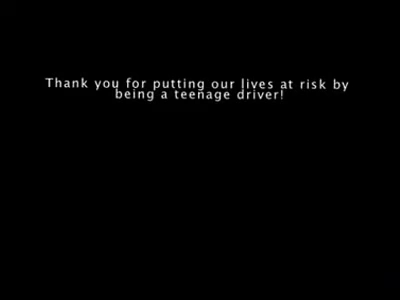 Thank you for putting our lives at risk by
being a teenage driver!